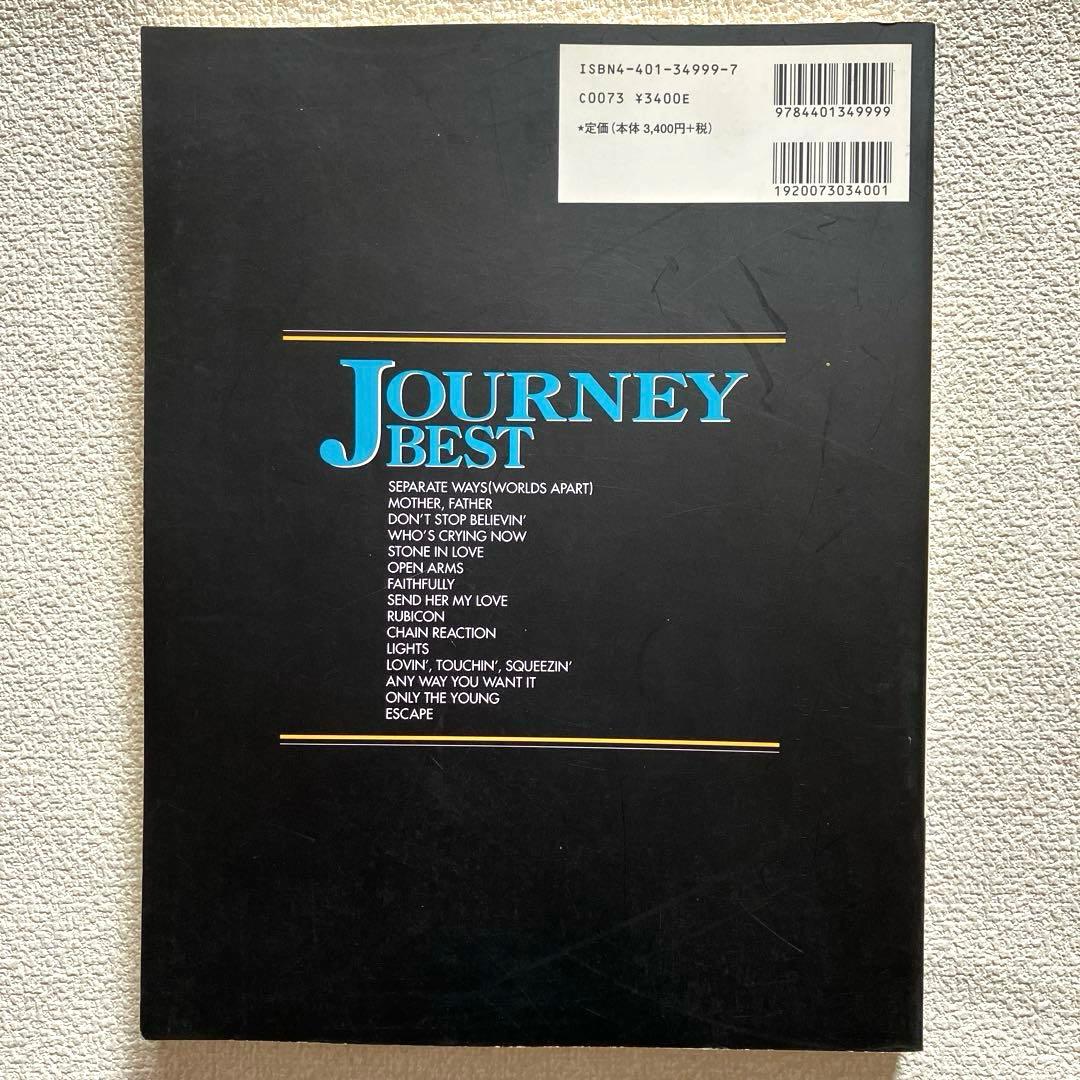 ISBN4-401-34999-7
C0073 ¥3400E
*定価(本体 3,400円+税)
9784401349999
1920073034001
JOURNEY
BEST
SEPARATE WAYS(WORLDS APART)
MOTHER, FATHER
DON'T STOP BELIEVIN'
WHO'S CRYING NOW
STONE IN LOVE
OPEN ARMS
FAITHFULLY
SEND HER MY LOVE
RUBICON
CHAIN REACTION
LIGHTS
LOVIN', TOUCHIN', SQUEEZIN'
ANY WAY YOU WANT IT
ONLY THE YOUNG
ESCAPE